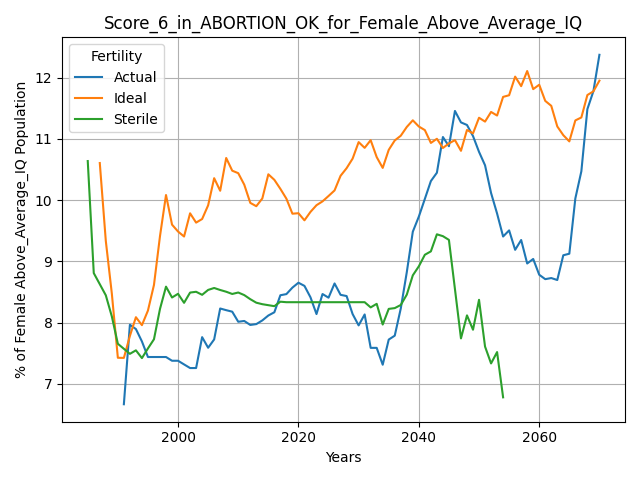 Score_6_in_ABORTION_OK_for_Female_Above_Average_IQ
Fertility
Actual
Ideal
Sterile
% of Female Above_Average_IQ Population
12
11
10
9
8
7
2000 2020 2040 2060
Years